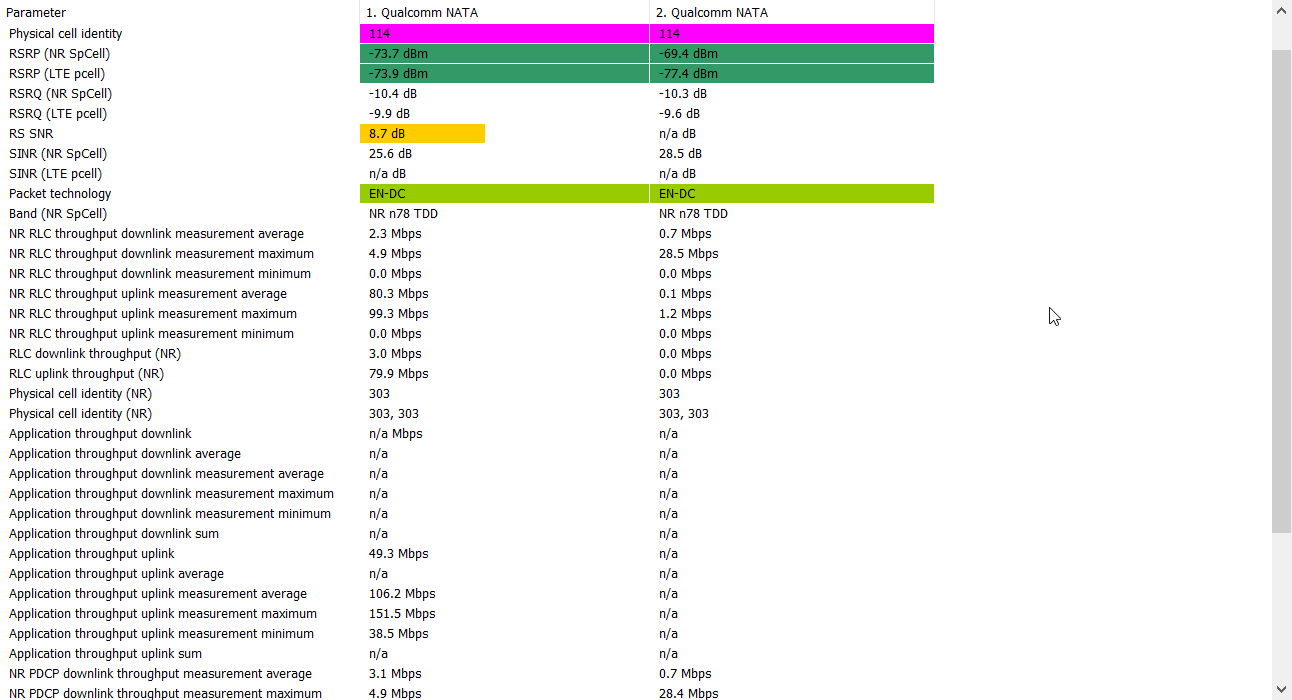 Parameter 1. Qualcomm NATA 2. Qualcomm NATA
Physical cell identity 114 114
RSRP (NR SpCell) -73.7 dBm -69.4 dBm
RSRP (LTE pcell) -73.9 dBm -77.4 dBm
RSRQ (NR SpCell) -10.4 dB -10.3 dB
RSRQ (LTE pcell) -9.9 dB -9.6 dB
RS SNR 8.7 dB n/a dB
SINR (NR SpCell) 25.6 dB 28.5 dB
SINR (LTE pcell) n/a dB n/a dB
Packet technology EN-DC EN-DC
Band (NR SpCell) NR n78 TDD NR n78 TDD
NR RLC throughput downlink measurement average 2.3 Mbps 0.7 Mbps
NR RLC throughput downlink measurement maximum 4.9 Mbps 28.5 Mbps
NR RLC throughput downlink measurement minimum 0.0 Mbps 0.0 Mbps
NR RLC throughput uplink measurement average 80.3 Mbps 0.1 Mbps
NR RLC throughput uplink measurement maximum 99.3 Mbps 1.2 Mbps
NR RLC throughput uplink measurement minimum 0.0 Mbps 0.0 Mbps
RLC downlink throughput (NR) 3.0 Mbps 0.0 Mbps
RLC uplink throughput (NR) 79.9 Mbps 0.0 Mbps
Physical cell identity (NR) 303 303
Physical cell identity (NR) 303, 303 303, 303
Application throughput downlink n/a Mbps n/a
Application throughput downlink average n/a n/a
Application throughput downlink measurement average n/a n/a
Application throughput downlink measurement maximum n/a n/a
Application throughput downlink measurement minimum n/a n/a
Application throughput downlink sum n/a n/a
Application throughput uplink 49.3 Mbps n/a
Application throughput uplink average n/a n/a
Application throughput uplink measurement average 106.2 Mbps n/a
Application throughput uplink measurement maximum 151.5 Mbps n/a
Application throughput uplink measurement minimum 38.5 Mbps n/a
Application throughput uplink sum n/a n/a
NR PDCP downlink throughput measurement average 3.1 Mbps 0.7 Mbps
NR PDCP downlink throughput measurement maximum 4.9 Mbps 28.4 Mbps